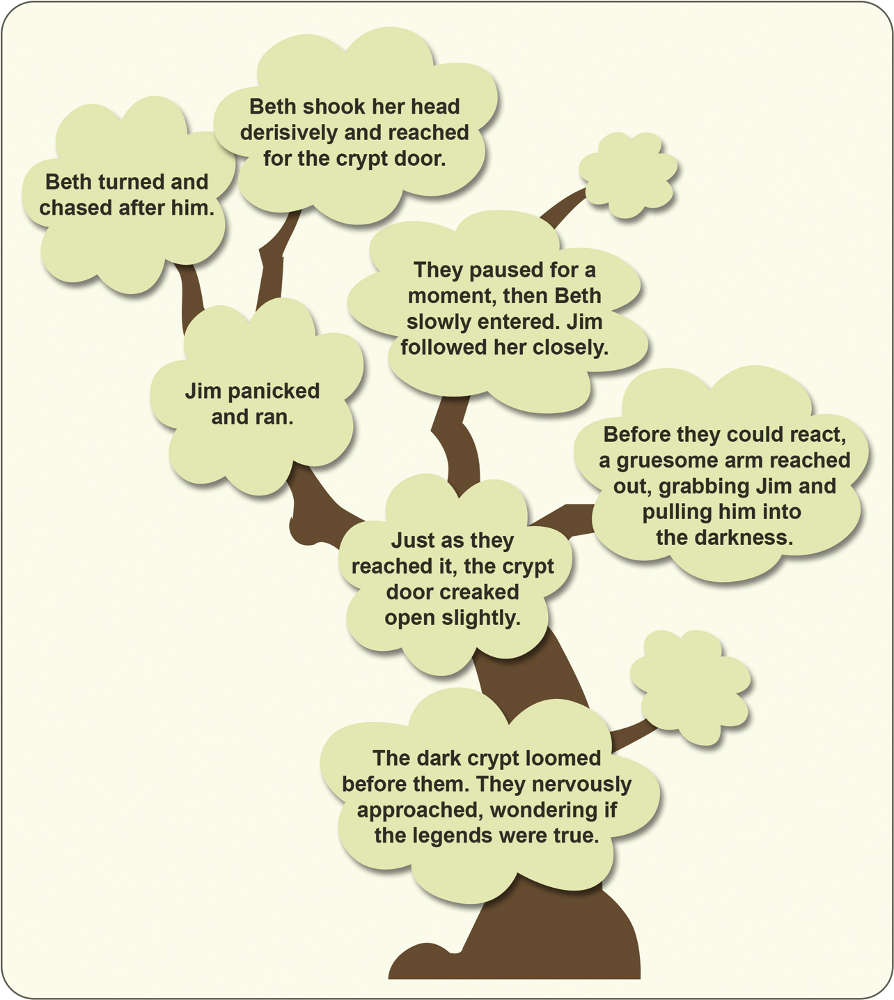 Beth shook her head
derisively and reached
for the crypt door.
Beth turned and
chased after him.
They paused for a
moment, then Beth
slowly entered. Jim
followed her closely.
Jim panicked
and ran.
Before they could react,
a gruesome arm reached
out, grabbing Jim and
pulling him into
the darkness.
Just as they
reached it, the crypt
door creaked
open slightly.
The dark crypt loomed
before them. They nervously
approached, wondering if
the legends were true.